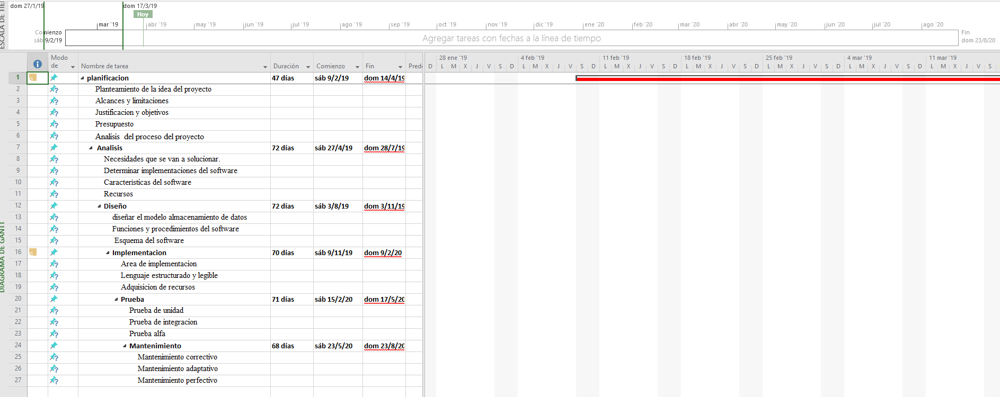 dom 27/1/19 dom 17/3/19
Hoy
mar '19 abr '19 may '19 jun '19 jul '19 ago '19 sep '19 oct '19 nov '19 dic '19 ene '20 feb '20 mar '20 abr '20 may '20 jun '20 jul '20 ago '20
Comienzo
sáb 9/2/19
Agregar tareas con fechas a la línea de tiempo
Fin
dom 23/8/20
ESCALA DE TIE
DIAGRAMA DE GANTT
Modo de Nombre de tarea Duración Comienzo Fin Prede
28 ene '19 4 feb '19 11 feb '19 18 feb '19 25 feb '19 4 mar '19 11 mar '19
D L M X J V S D L M X J V S D L M X J V S D L M X J V S D L M X J V S D L M X J V S D L M X J V S
1 planificacion 47 días sáb 9/2/19 dom 14/4/19
2 Planteamiento de la idea del proyecto
3 Alcances y limitaciones
4 Justificacion y objetivos
5 Presupuesto
6 Analisis del proceso del proyecto
7 Analisis 72 días sáb 27/4/19 dom 28/7/19
8 Necesidades que se van a solucionar.
9 Determinar implementaciones del software
10 Caracteristicas del software
11 Recursos
12 Diseño 72 días sáb 3/8/19 dom 3/11/19
13 diseñar el modelo almacenamiento de datos
14 Funciones y procedimientos del software
15 Esquema del software
16 Implementacion 70 días sáb 9/11/19 dom 9/2/20
17 Area de implementacion
18 Lenguaje estructurado y legible
19 Adquisicion de recursos
20 Prueba 71 días sáb 15/2/20 dom 17/5/20
21 Prueba de unidad
22 Prueba de integracion
23 Prueba alfa
24 Mantenimiento 68 días sáb 23/5/20 dom 23/8/20
25 Mantenimiento correctivo
26 Mantenimiento adaptativo
27 Mantenimiento perfectivo